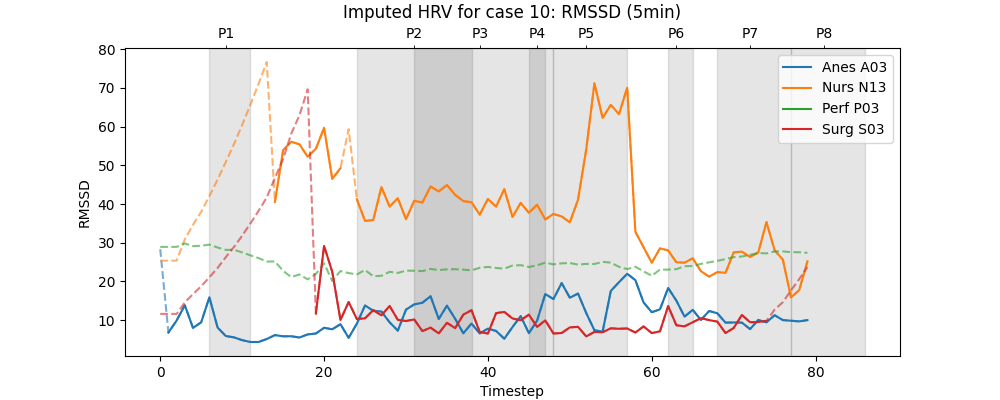 Imputed HRV for case 10: RMSSD (5min)
P1 P2 P3 P4 P5 P6 P7 P8
80
70
60
50
40
30
20
10
RMSSD
Anes A03
Nurs N13
Perf P03
Surg S03
0 20 40 60 80
Timestep